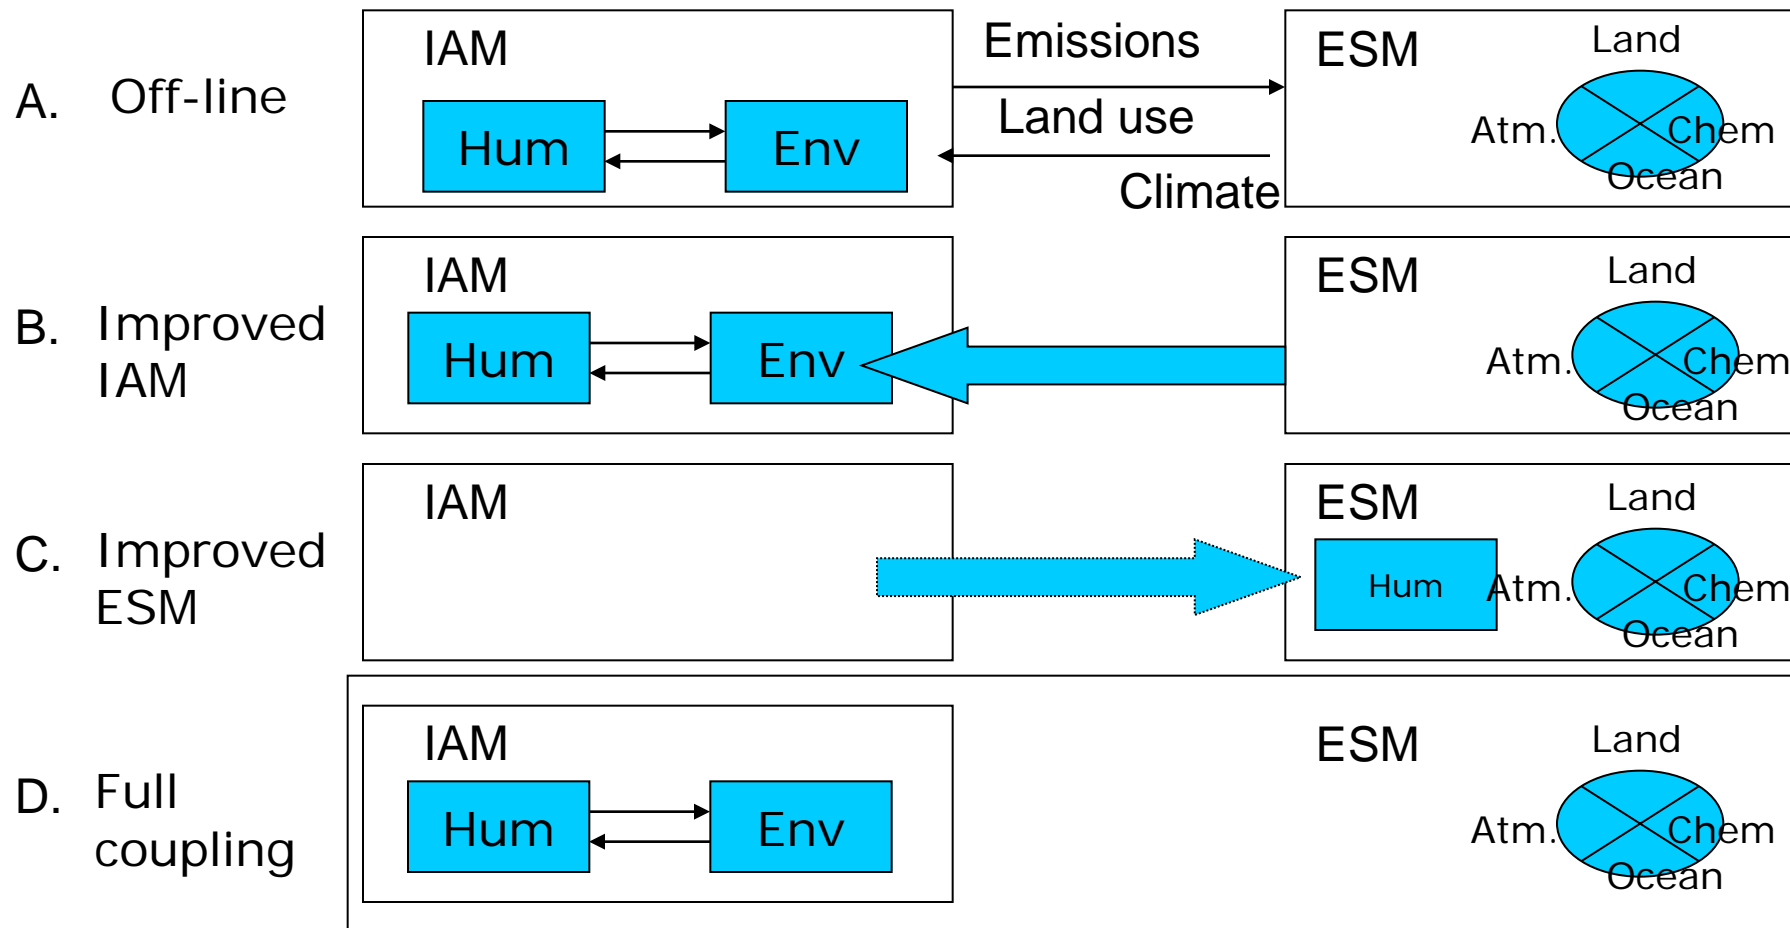 A. Off-line
IAM
Hum
Env
Emissions
Land use
Climate
ESM
Land
Atm.
Chem
Ocean
B. Improved
IAM
IAM
Hum
Env
ESM
Land
Atm.
Chem
Ocean
C. Improved
ESM
IAM
ESM
Hum
Land
Atm.
Chem
Ocean
D. Full
coupling
IAM
Hum
Env
ESM
Land
Atm.
Chem
Ocean